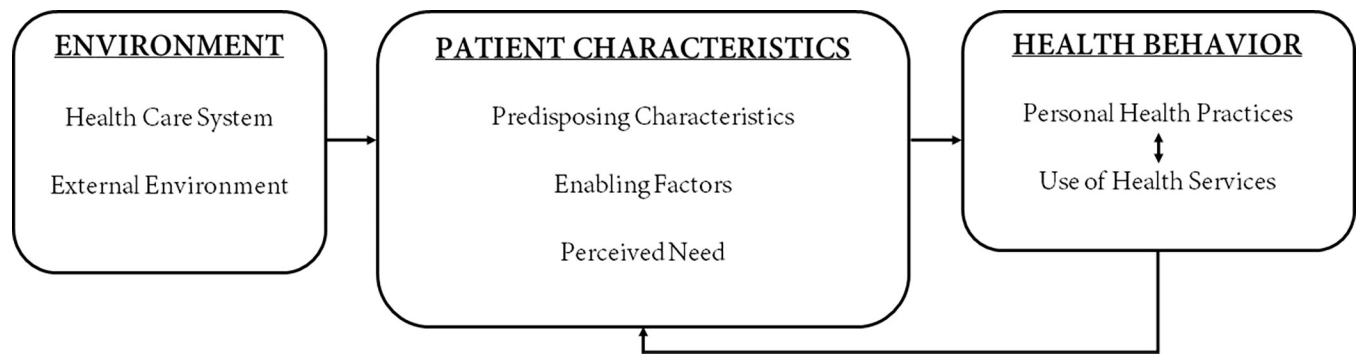 ENVIRONMENT
Health Care System
External Environment
PATIENT CHARACTERISTICS
Predisposing Characteristics
Enabling Factors
Perceived Need
HEALTH BEHAVIOR
Personal Health Practices
Use of Health Services